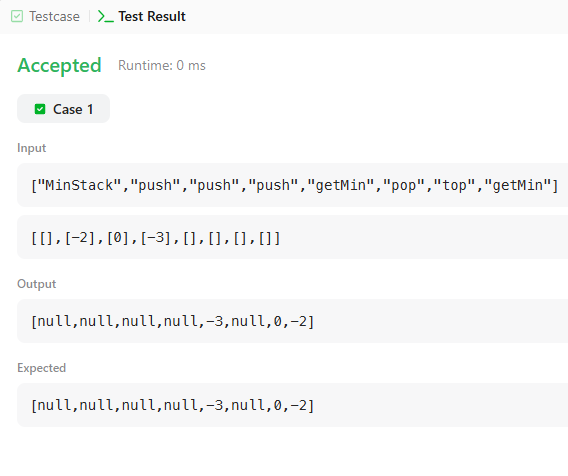 Testcase | Test Result
Accepted Runtime: 0 ms
Case 1
Input
["MinStack","push","push","push","getMin","pop","top","getMin"]
[[],[-2],[0],[-3],[],[],[],[]]
Output
[null,null,null,null,-3,null,0,-2]
Expected
[null,null,null,null,-3,null,0,-2]